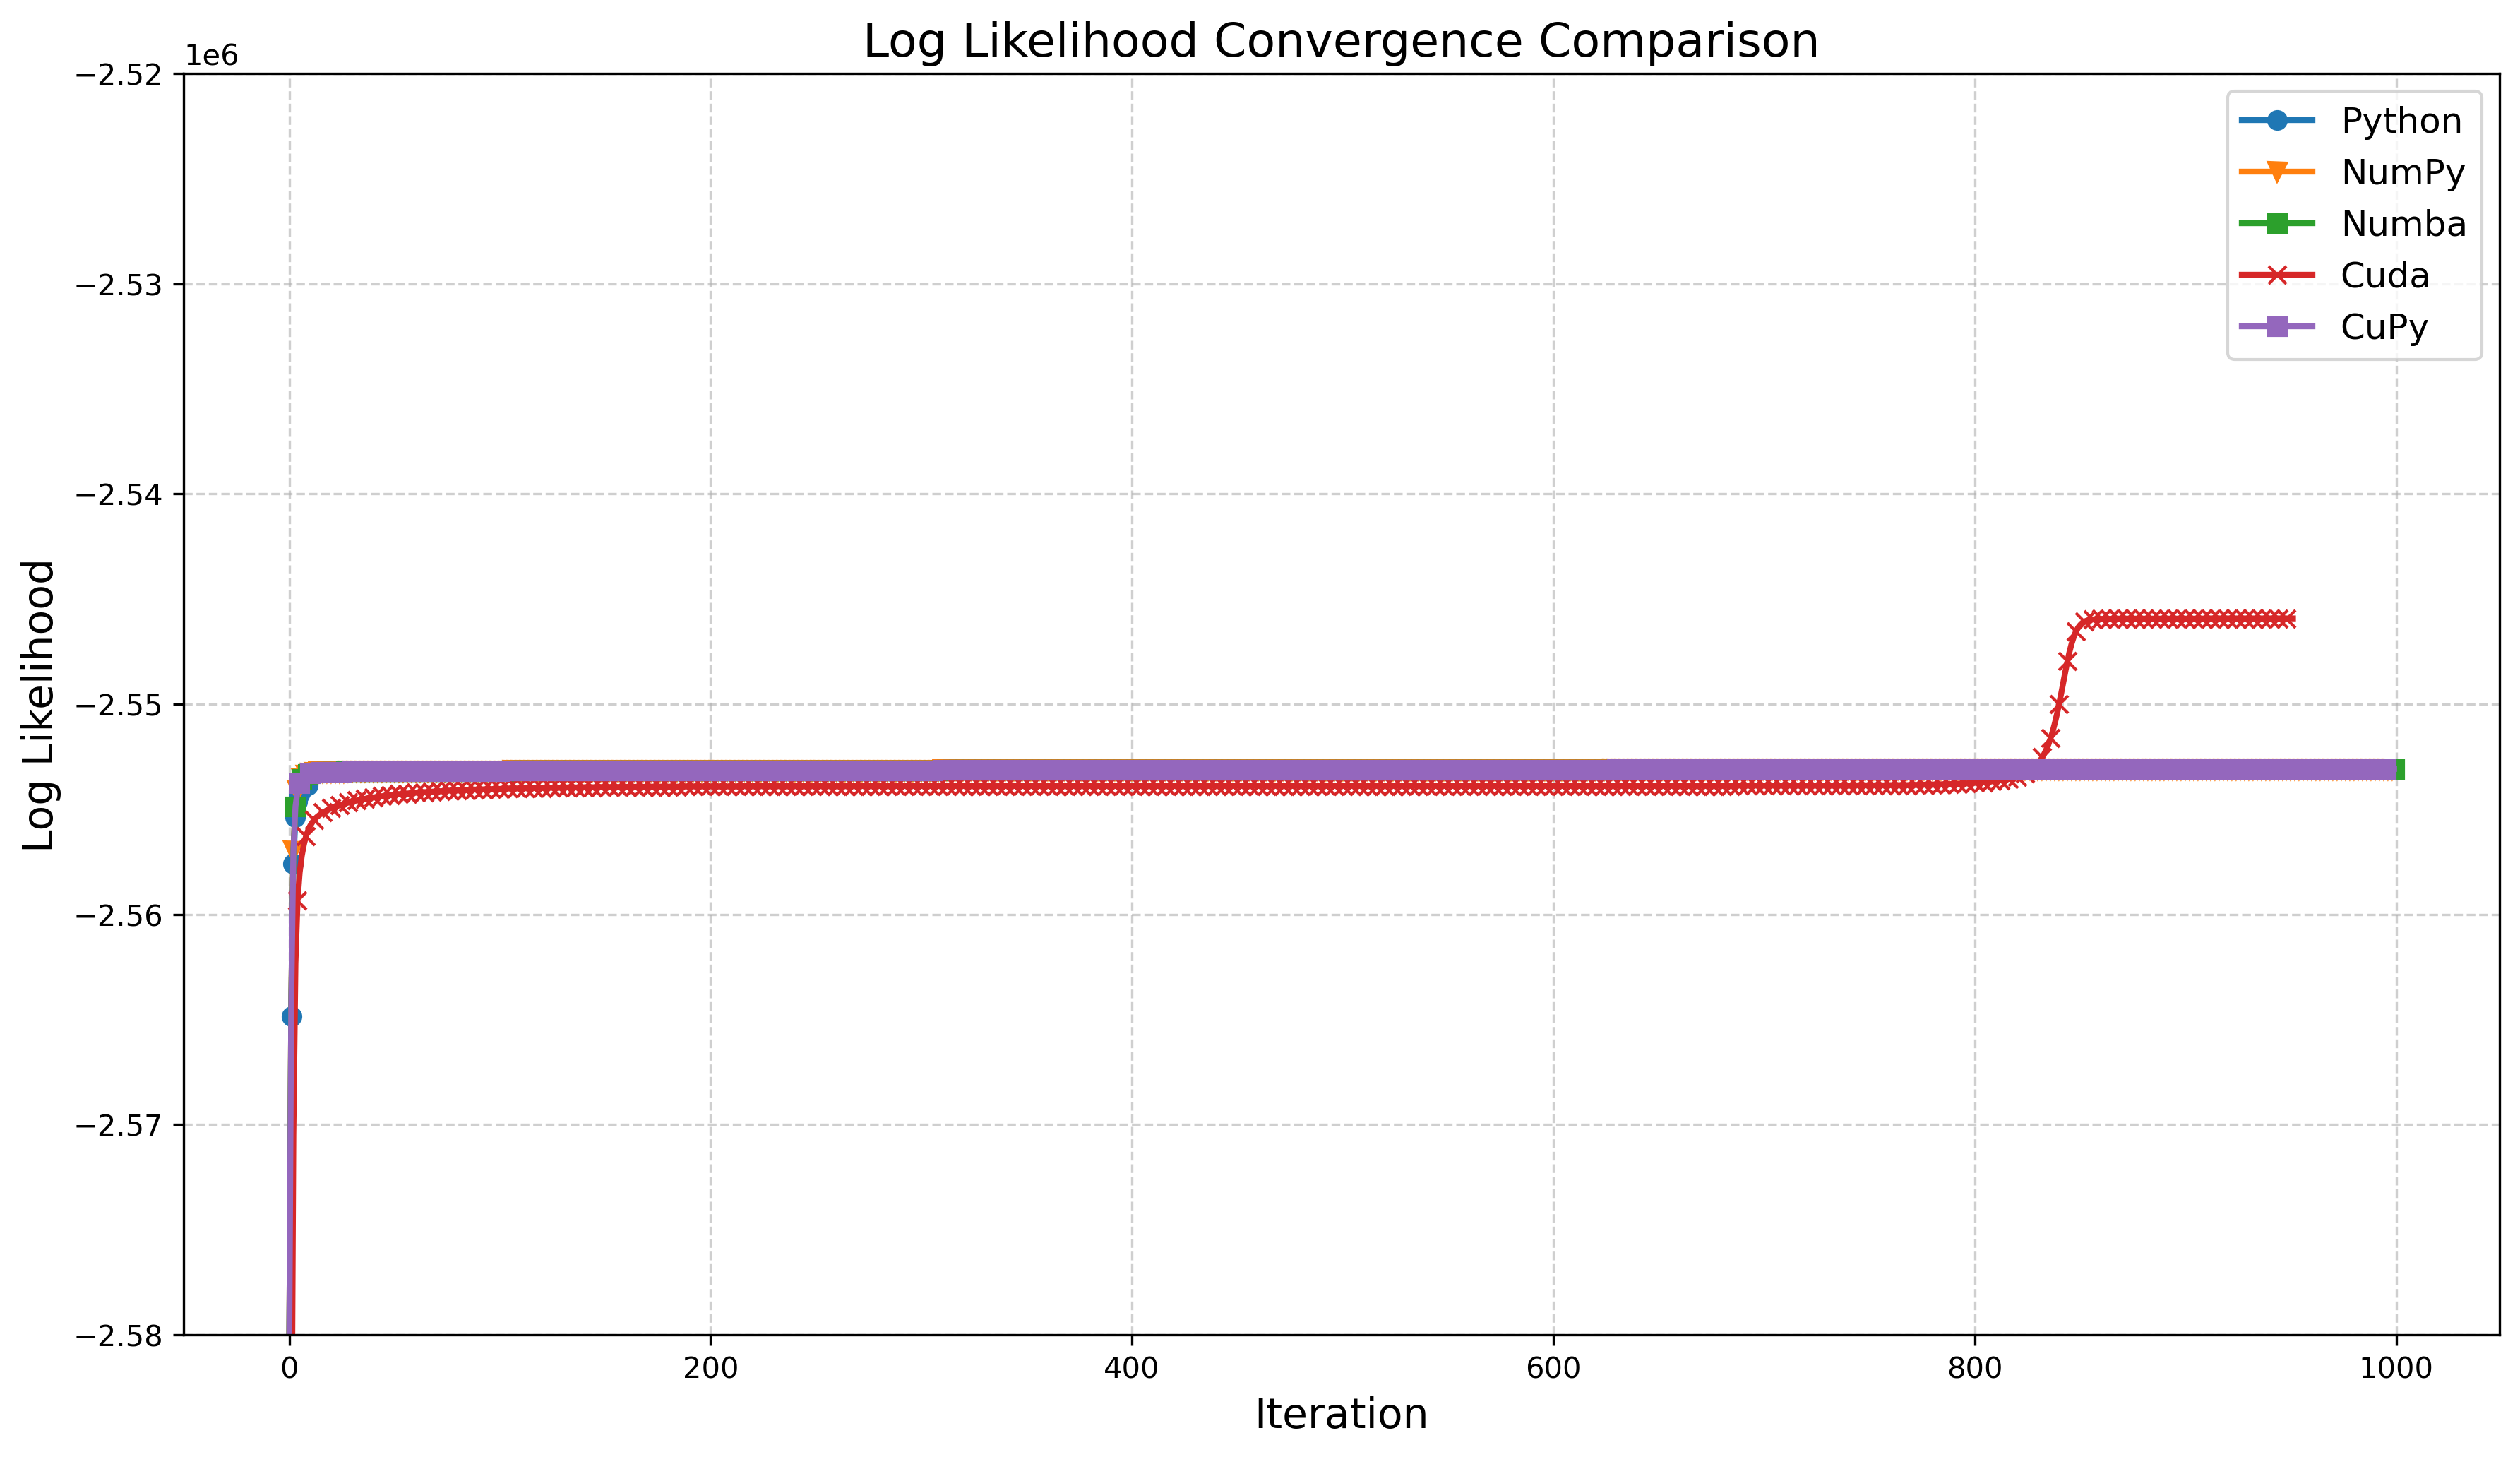 Log Likelihood Convergence Comparison
1e6
−2.52
−2.53
−2.54
−2.55
−2.56
−2.57
−2.58
Log Likelihood
Python
NumPy
Numba
Cuda
CuPy
0 200 400 600 800 1000
Iteration